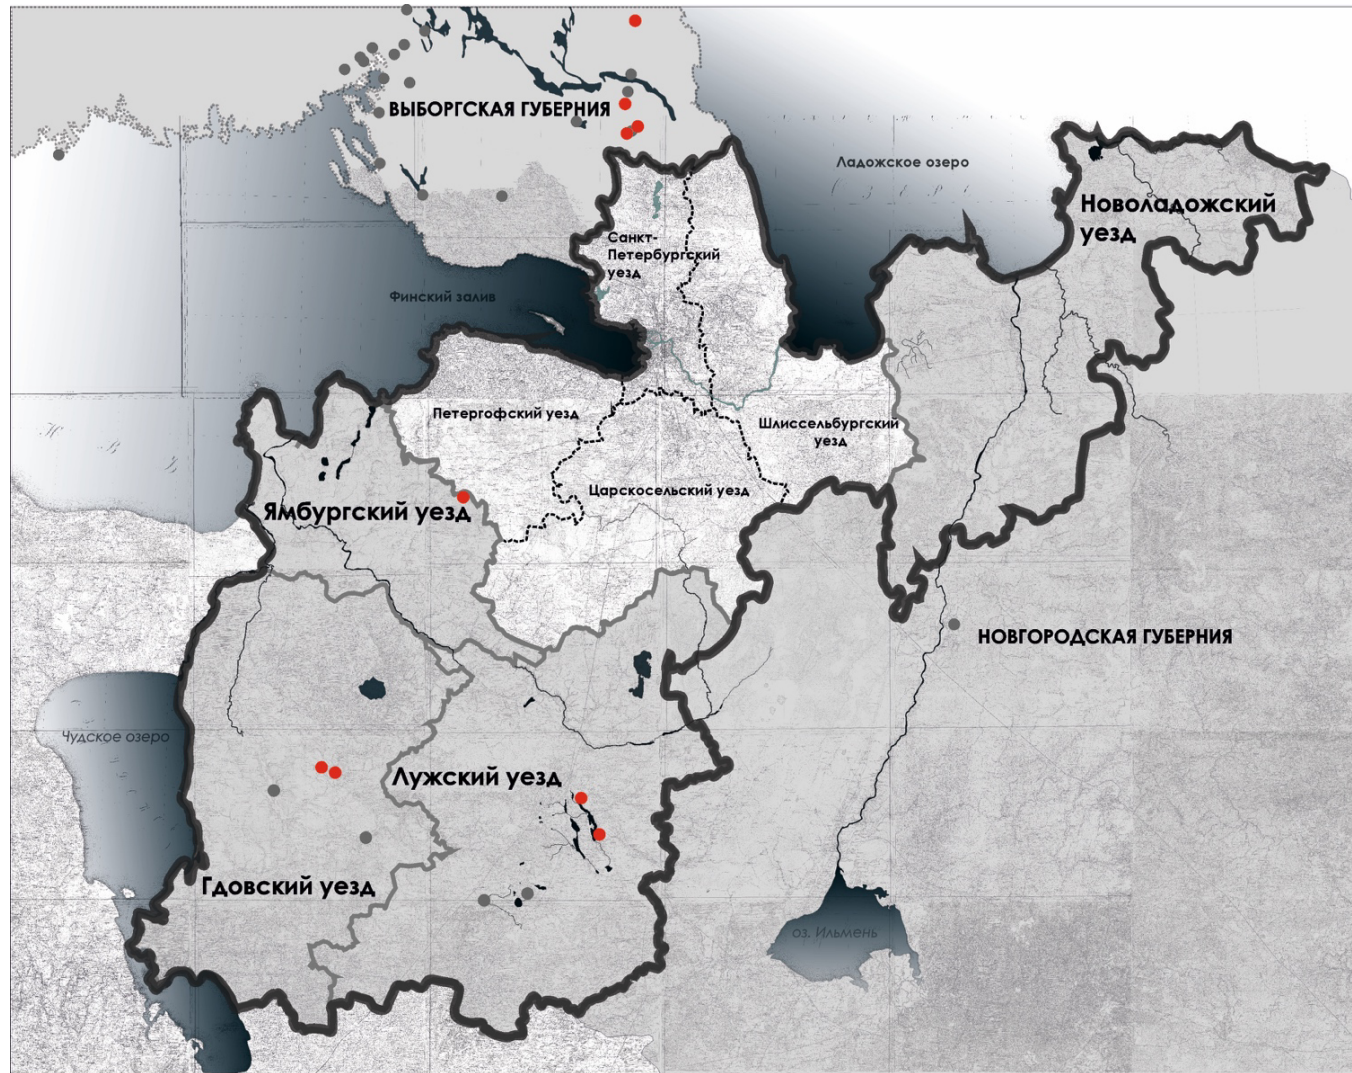 ВЫБОРГСКАЯ ГУБЕРНИЯ
Ладожское озеро
Новоладожский
уезд
Санкт-
Петербургский
уезд
Финский залив
Петергофский уезд
Шлиссельбургский
уезд
Царскосельский уезд
Ямбургский уезд
НОВГОРОДСКАЯ ГУБЕРНИЯ
Чудское озеро
Лужский уезд
Гдовский уезд
оз. Ильмень